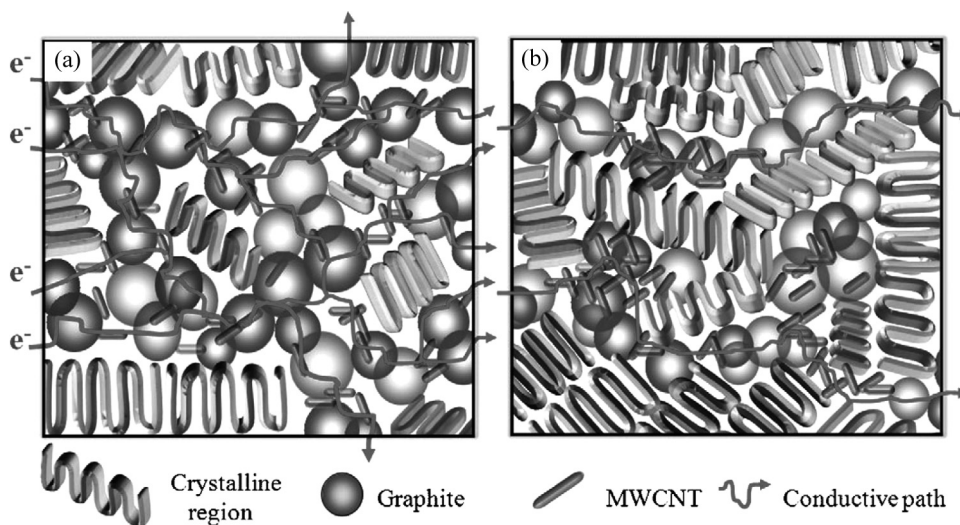 (a)
(b)
e-
e-
e-
e-
Crystalline
region
Graphite
MWCNT
Conductive path